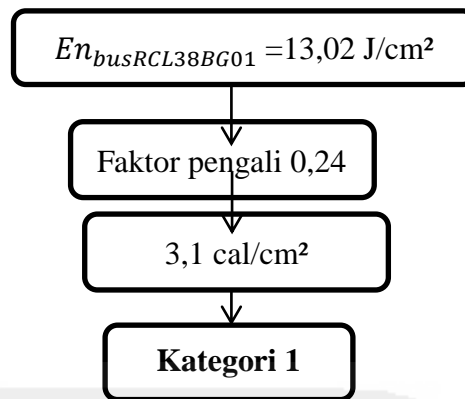 En_busRCL38BG01 =13,02 J/cm²
Faktor pengali 0,24
3,1 cal/cm²
Kategori 1